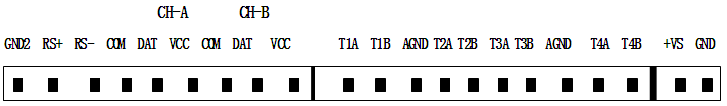 CH-A CH-B
GND2 RS+ RS- COM DAT VCC COM DAT VCC T1A T1B AGND T2A T2B T3A T3B AGND T4A T4B +VS GND